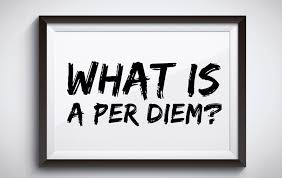 WHAT IS
A PER DIEM?